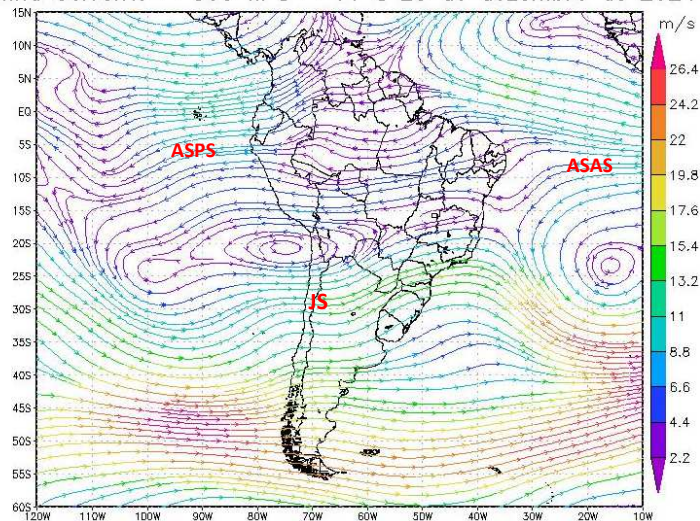 15N
m/s
10N
26.4
5N
24.2
EQ
22
5S
ASPS
ASAS
19.8
10S
17.6
15S
15.4
20S
13.2
25S
JS
11
30S
8.8
35S
6.6
40S
4.4
45S
2.2
50S
55S
60S
120W 110W 100W 90W 80W 70W 60W 50W 40W 30W 20W 10W